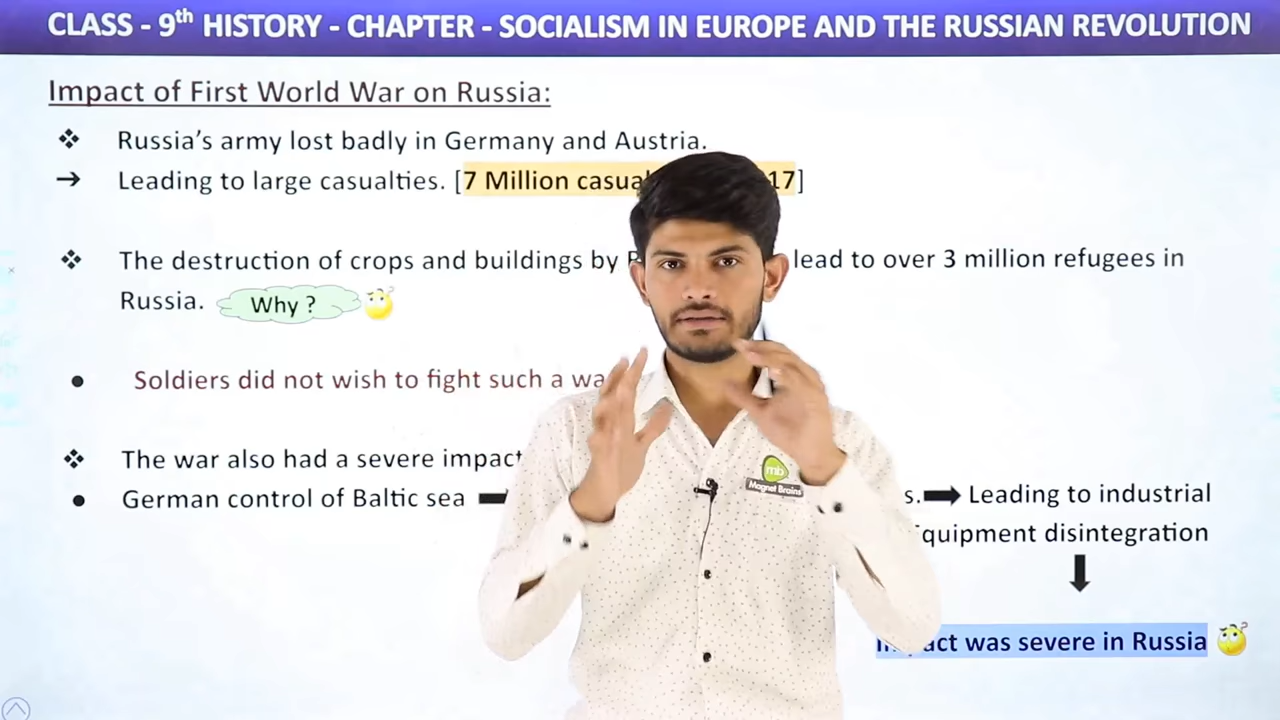 CLASS - 9th HISTORY - CHAPTER - SOCIALISM IN EUROPE AND THE RUSSIAN REVOLUTION
Impact of First World War on Russia:
❖ Russia’s army lost badly in Germany and Austria.
→ Leading to large casualties. [7 Million 17]
❖ The destruction of crops and buildings by lead to over 3 million refugees in
Russia. Why ?
● Soldiers did not wish to fight such a
❖ The war also had a severe impact
● German control of Baltic sea ➡ s. ➡ Leading to industrial
quipment disintegration
mb
Magnet Brains
act was severe in Russia